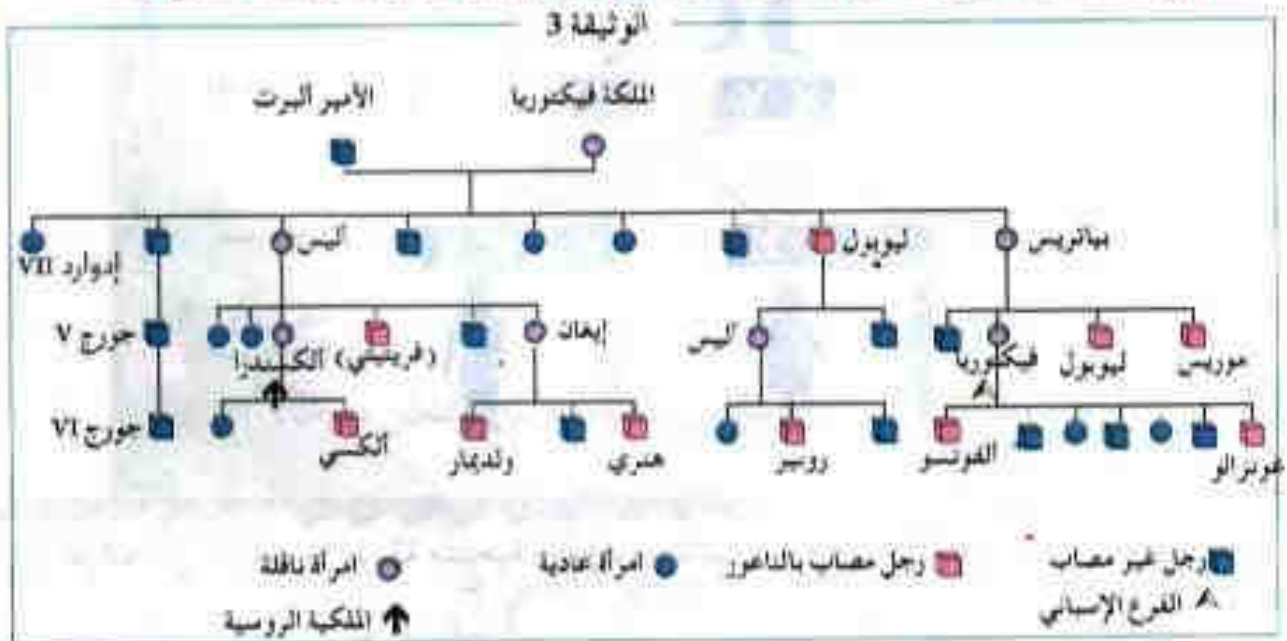 الوثيقة 3
الأمير ألبرت
الملكة فيكتوريا
إدوارد VII
أليس
ليوبول
بياتريس
جورج V
ألكسندرا
(فريتيتي)
إيغان
أليس
فيكتوريا
ليوبول
موريس
جورج VI
ألكسي
ولديمار
هنري
روبير
ألفونسو
غونزالو
رجل غير مصاب
رجل مصاب بالناعور
امرأة عادية
امرأة ناقلة
الفرع الإسباني
الملكية الروسية